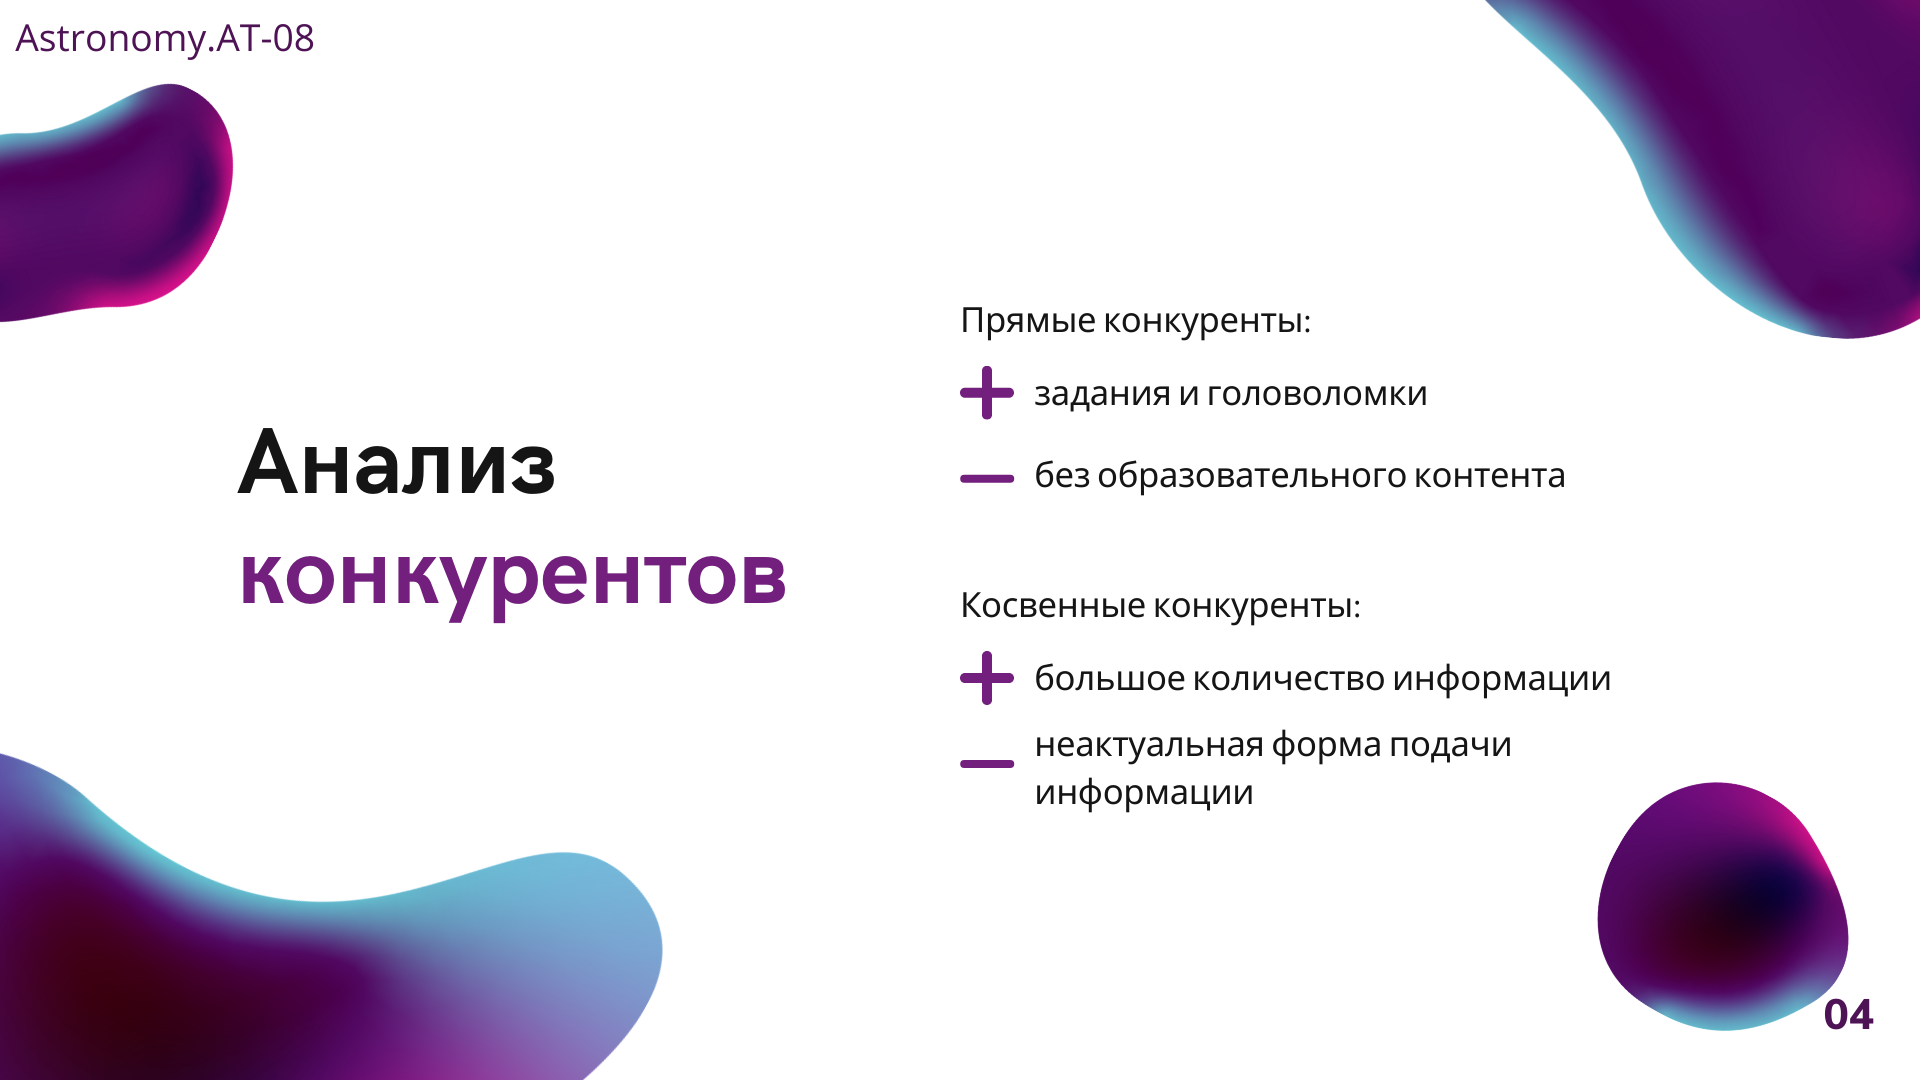 Astronomy.AT-08
Анализ
конкурентов
Прямые конкуренты:
задания и головоломки
без образовательного контента
Косвенные конкуренты:
большое количество информации
неактуальная форма подачи
информации
04